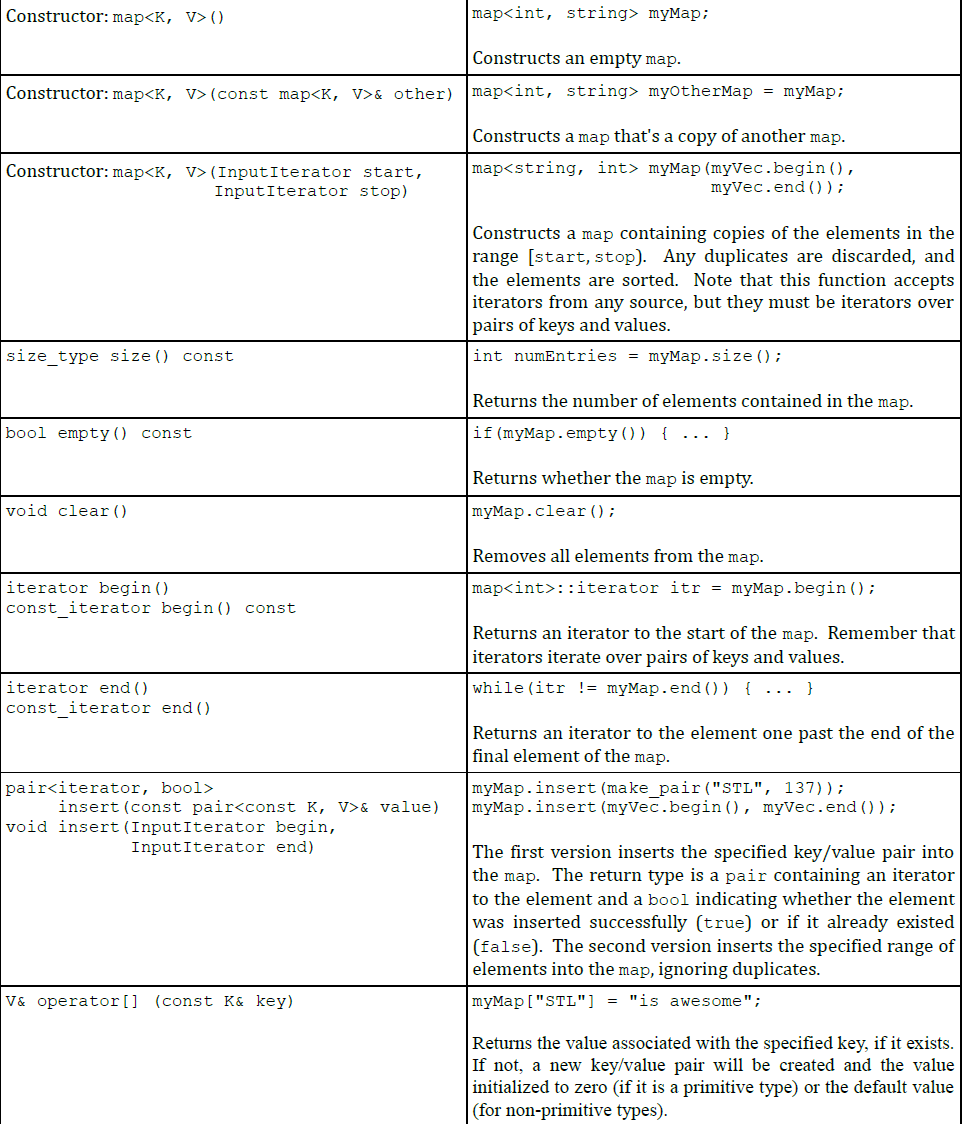 Constructor: map<K, V>()
map<int, string> myMap;
Constructs an empty map.
Constructor: map<K, V>(const map<K, V>& other)
map<int, string> myOtherMap = myMap;
Constructs a map that's a copy of another map.
Constructor: map<K, V>(InputIterator start,
InputIterator stop)
map<string, int> myMap(myVec.begin(),
myVec.end());
Constructs a map containing copies of the elements in the
range [start, stop). Any duplicates are discarded, and
the elements are sorted. Note that this function accepts
iterators from any source, but they must be iterators over
pairs of keys and values.
size_type size() const
int numEntries = myMap.size();
Returns the number of elements contained in the map.
bool empty() const
if(myMap.empty()) { ... }
Returns whether the map is empty.
void clear()
myMap.clear();
Removes all elements from the map.
iterator begin()
const_iterator begin() const
map<int>::iterator itr = myMap.begin();
Returns an iterator to the start of the map. Remember that
iterators iterate over pairs of keys and values.
iterator end()
const_iterator end()
while(itr != myMap.end()) { ... }
Returns an iterator to the element one past the end of the
final element of the map.
pair<iterator, bool>
insert(const pair<const K, V>& value)
void insert(InputIterator begin,
InputIterator end)
myMap.insert(make_pair("STL", 137));
myMap.insert(myVec.begin(), myVec.end());
The first version inserts the specified key/value pair into
the map. The return type is a pair containing an iterator
to the element and a bool indicating whether the element
was inserted successfully (true) or if it already existed
(false). The second version inserts the specified range of
elements into the map, ignoring duplicates.
V& operator[] (const K& key)
myMap["STL"] = "is awesome";
Returns the value associated with the specified key, if it exists.
If not, a new key/value pair will be created and the value
initialized to zero (if it is a primitive type) or the default value
(for non-primitive types).